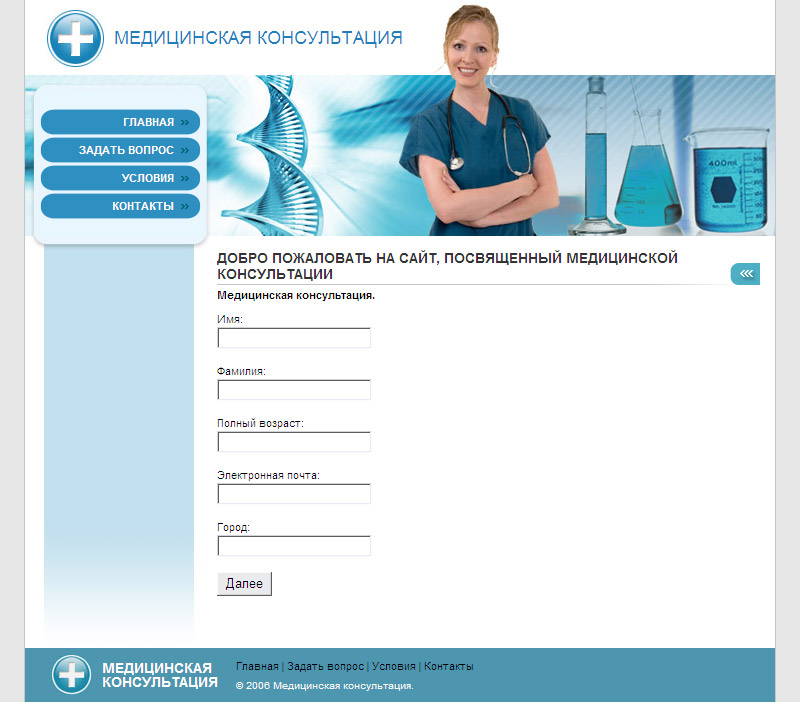 МЕДИЦИНСКАЯ КОНСУЛЬТАЦИЯ
ГЛАВНАЯ »
ЗАДАТЬ ВОПРОС »
УСЛОВИЯ »
КОНТАКТЫ »
400mL
ДОБРО ПОЖАЛОВАТЬ НА САЙТ, ПОСВЯЩЕННЫЙ МЕДИЦИНСКОЙ
КОНСУЛЬТАЦИИ
Медицинская консультация.
Имя:
Фамилия:
Полный возраст:
Электронная почта:
Город:
Далее
МЕДИЦИНСКАЯ
КОНСУЛЬТАЦИЯ
Главная | Задать вопрос | Условия | Контакты
© 2006 Медицинская консультация.